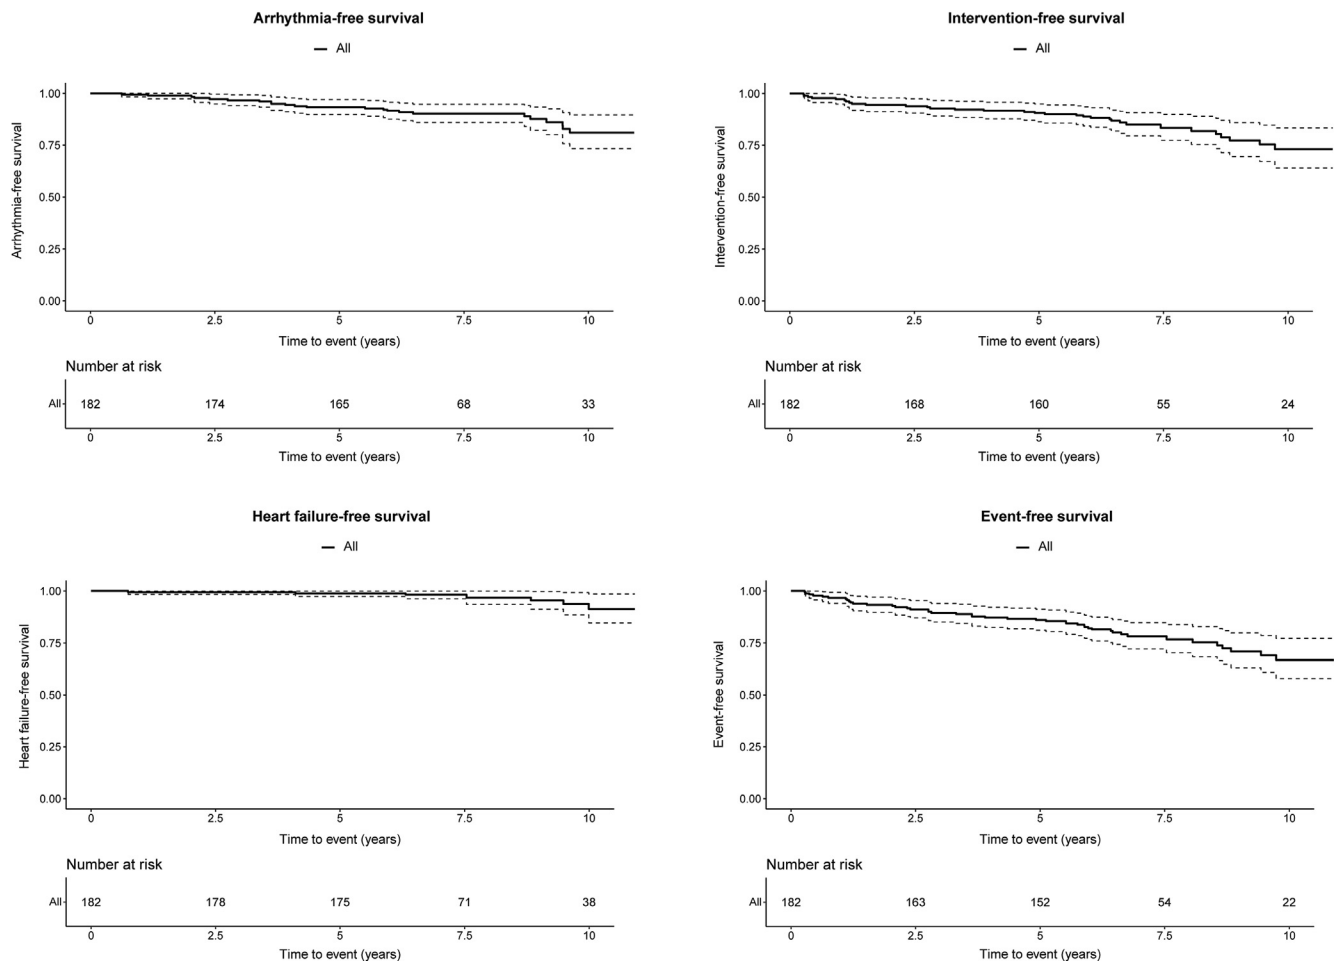 Arrhythmia-free survival
All
Arrhythmia-free survival
1.00
0.75
0.50
0.25
0.00
0 2.5 5 7.5 10
Time to event (years)
Number at risk
All 182 174 165 68 33
0 2.5 5 7.5 10
Time to event (years)
Intervention-free survival
All
Intervention-free survival
1.00
0.75
0.50
0.25
0.00
0 2.5 5 7.5 10
Time to event (years)
Number at risk
All 182 168 160 55 24
0 2.5 5 7.5 10
Time to event (years)
Heart failure-free survival
All
Heart failure-free survival
1.00
0.75
0.50
0.25
0.00
0 2.5 5 7.5 10
Time to event (years)
Number at risk
All 182 178 175 71 38
0 2.5 5 7.5 10
Time to event (years)
Event-free survival
All
Event-free survival
1.00
0.75
0.50
0.25
0.00
0 2.5 5 7.5 10
Time to event (years)
Number at risk
All 182 163 152 54 22
0 2.5 5 7.5 10
Time to event (years)